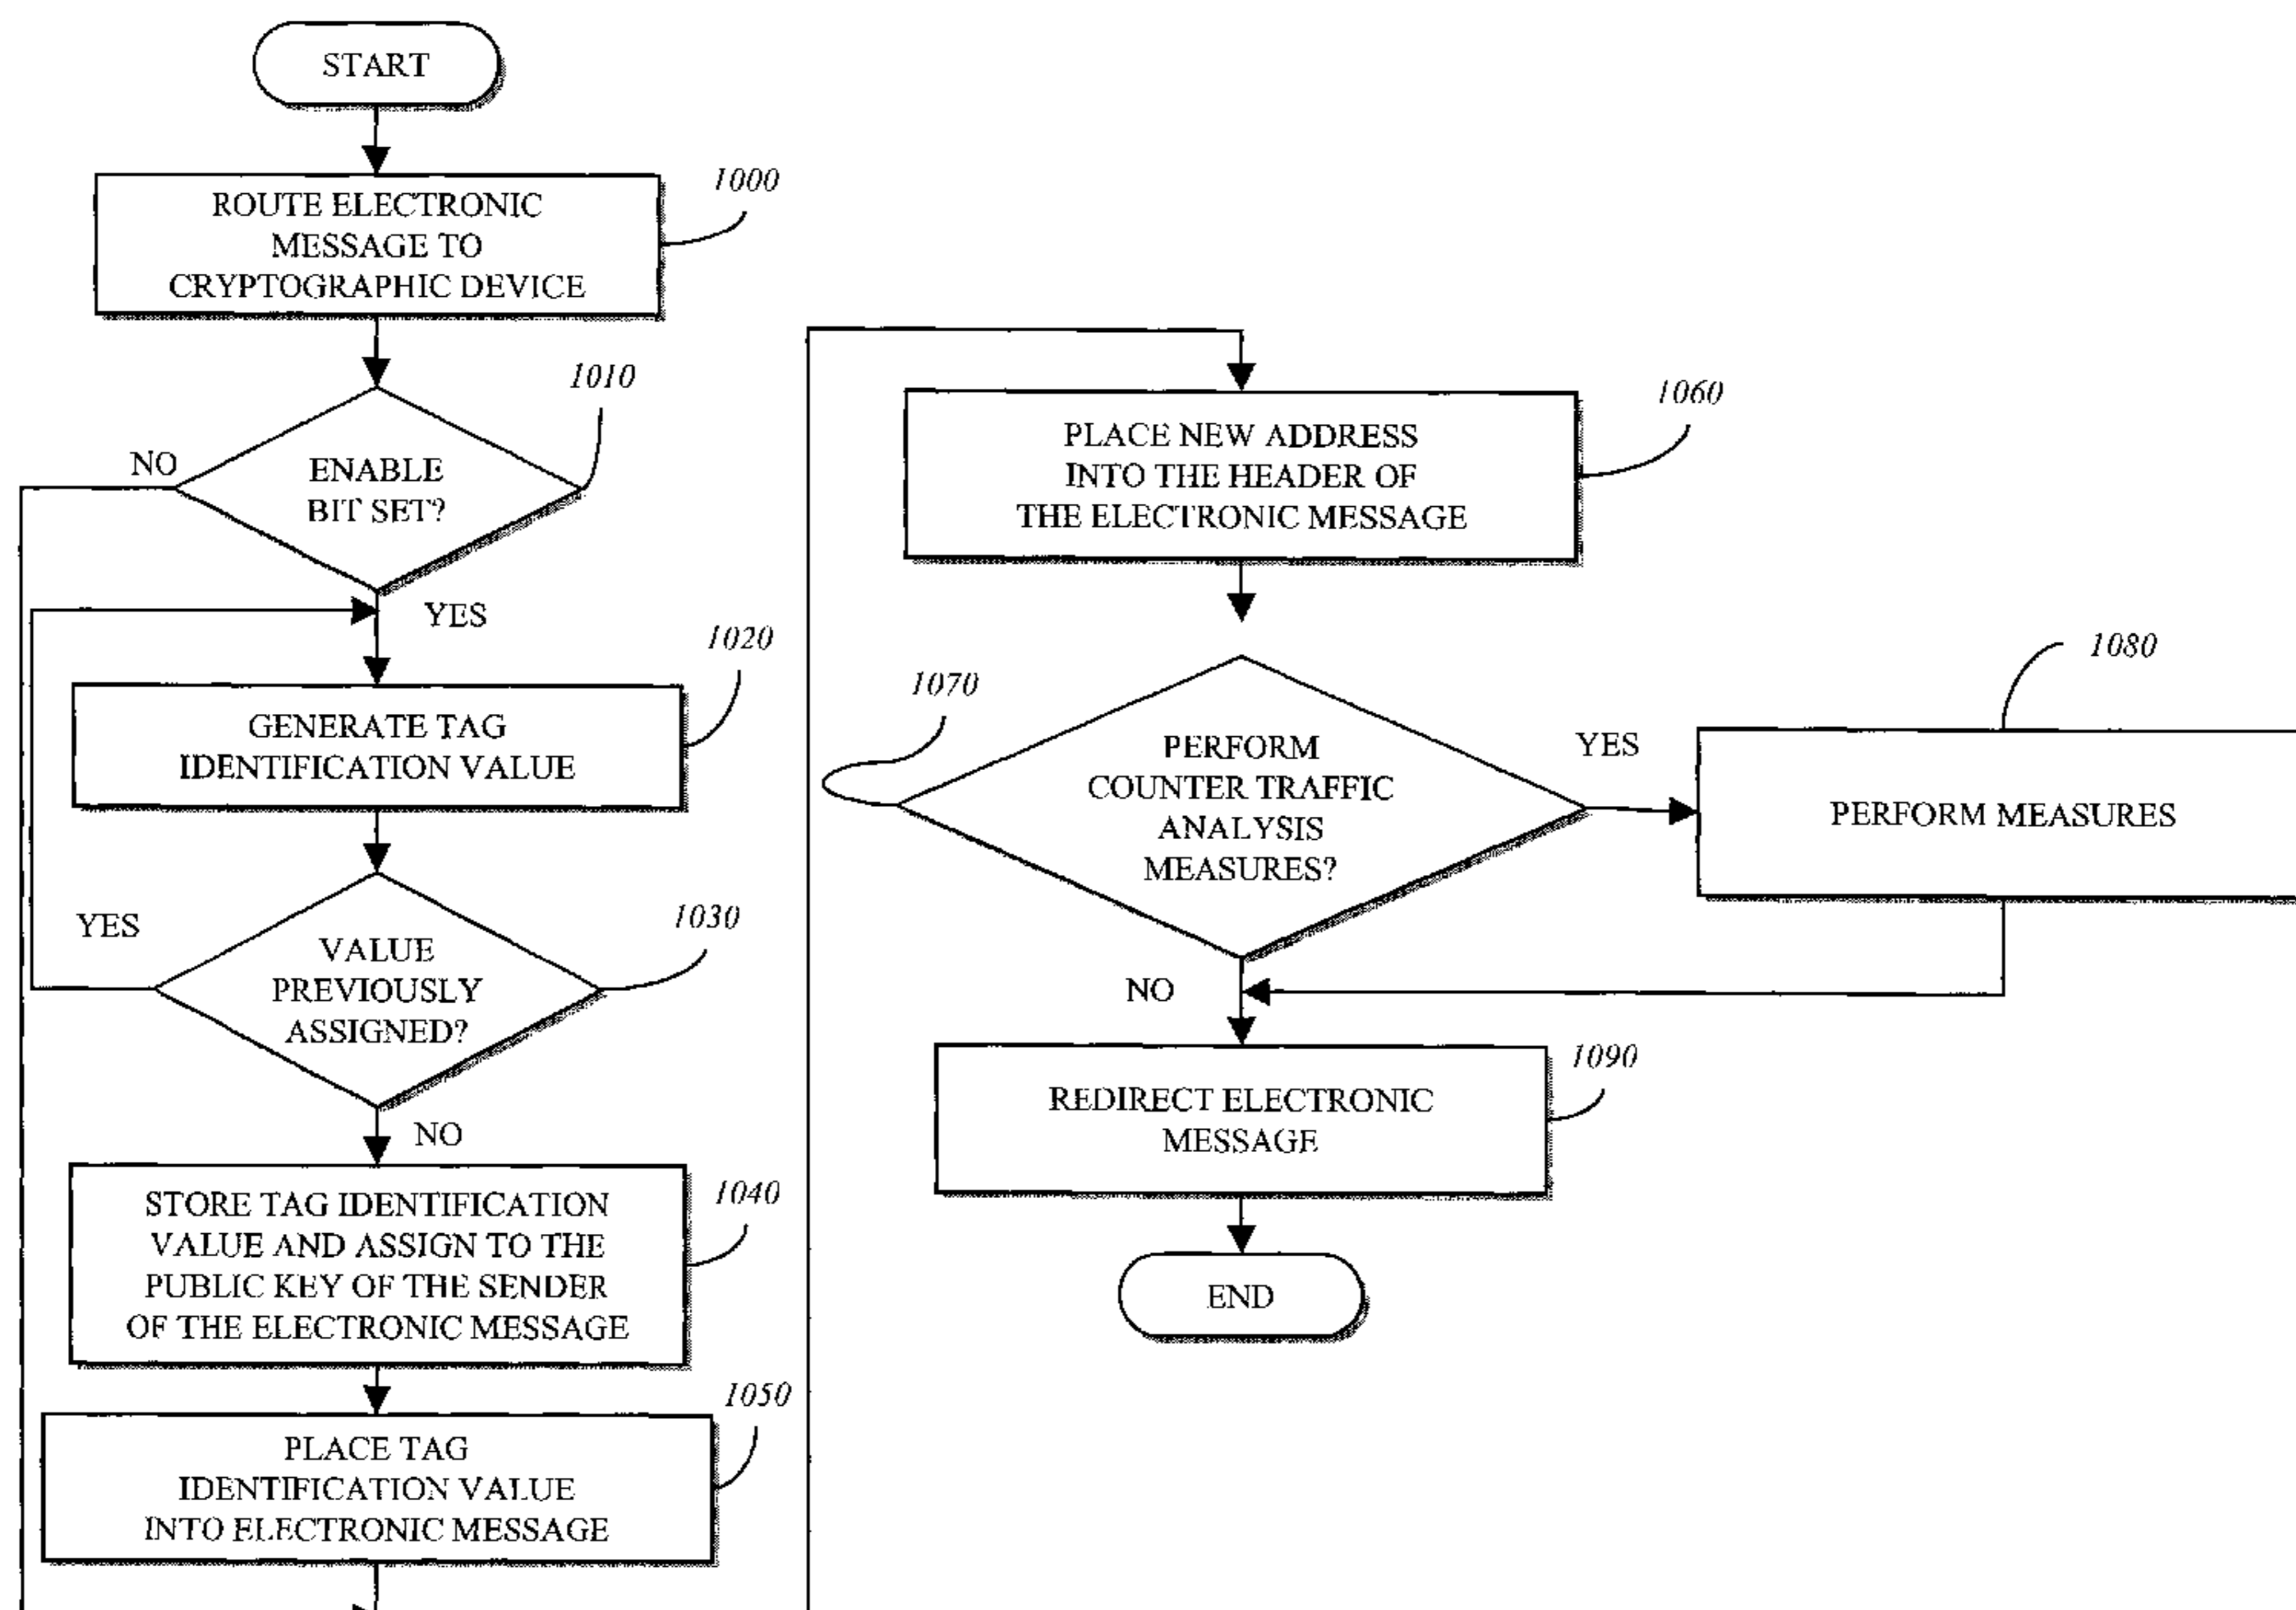 START
1000
ROUTE ELECTRONIC
MESSAGE TO
CRYPTOGRAPHIC DEVICE
1010
NO
ENABLE
BIT SET?
YES
1020
GENERATE TAG
IDENTIFICATION VALUE
YES
1030
VALUE
PREVIOUSLY
ASSIGNED?
NO
1040
STORE TAG IDENTIFICATION
VALUE AND ASSIGN TO THE
PUBLIC KEY OF THE SENDER
OF THE ELECTRONIC MESSAGE
1050
PLACE TAG
IDENTIFICATION VALUE
INTO ELECTRONIC MESSAGE
1060
PLACE NEW ADDRESS
INTO THE HEADER OF
THE ELECTRONIC MESSAGE
1070
PERFORM
COUNTER TRAFFIC
ANALYSIS
MEASURES?
YES
1080
PERFORM MEASURES
NO
1090
REDIRECT ELECTRONIC
MESSAGE
END